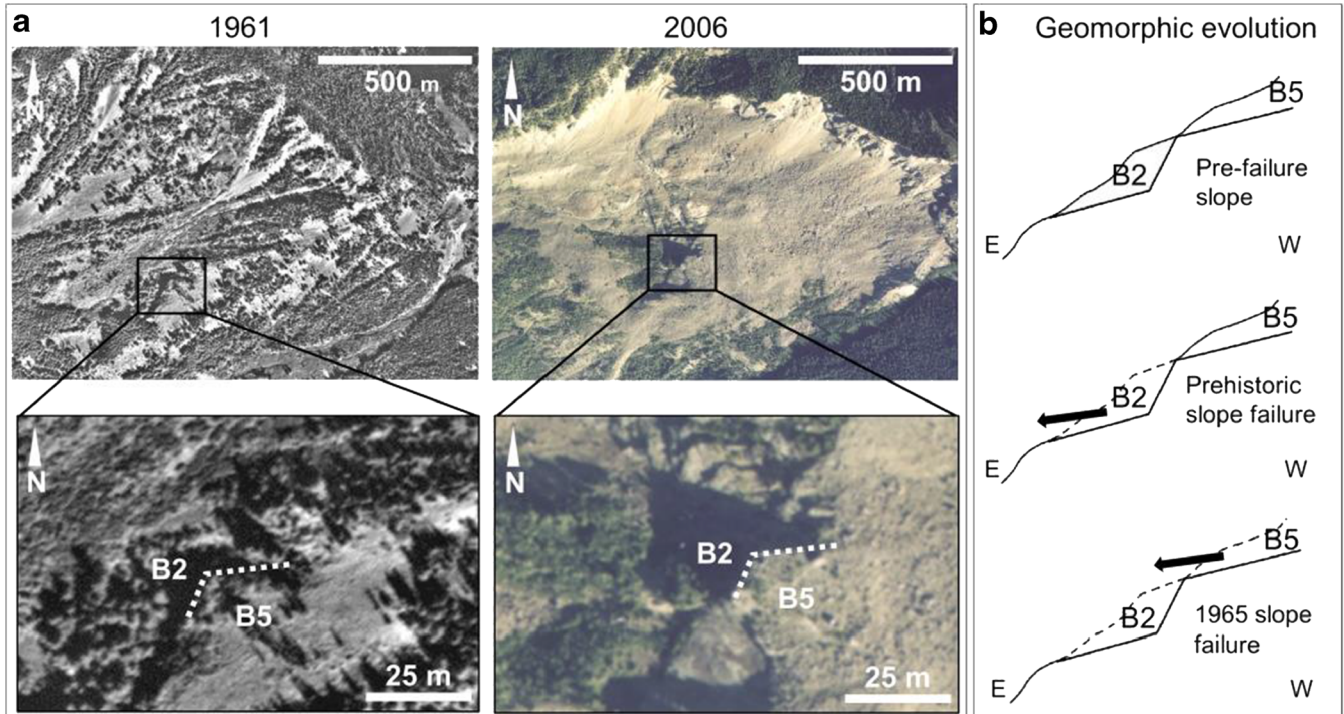 a
1961
2006
500 m
N
500 m
N
N
B2
B5
25 m
N
B2
B5
25 m
b
Geomorphic evolution
B5
B2
Pre-failure
slope
E
W
B5
B2
Prehistoric
slope failure
E
W
B5
B2
1965 slope
failure
E
W